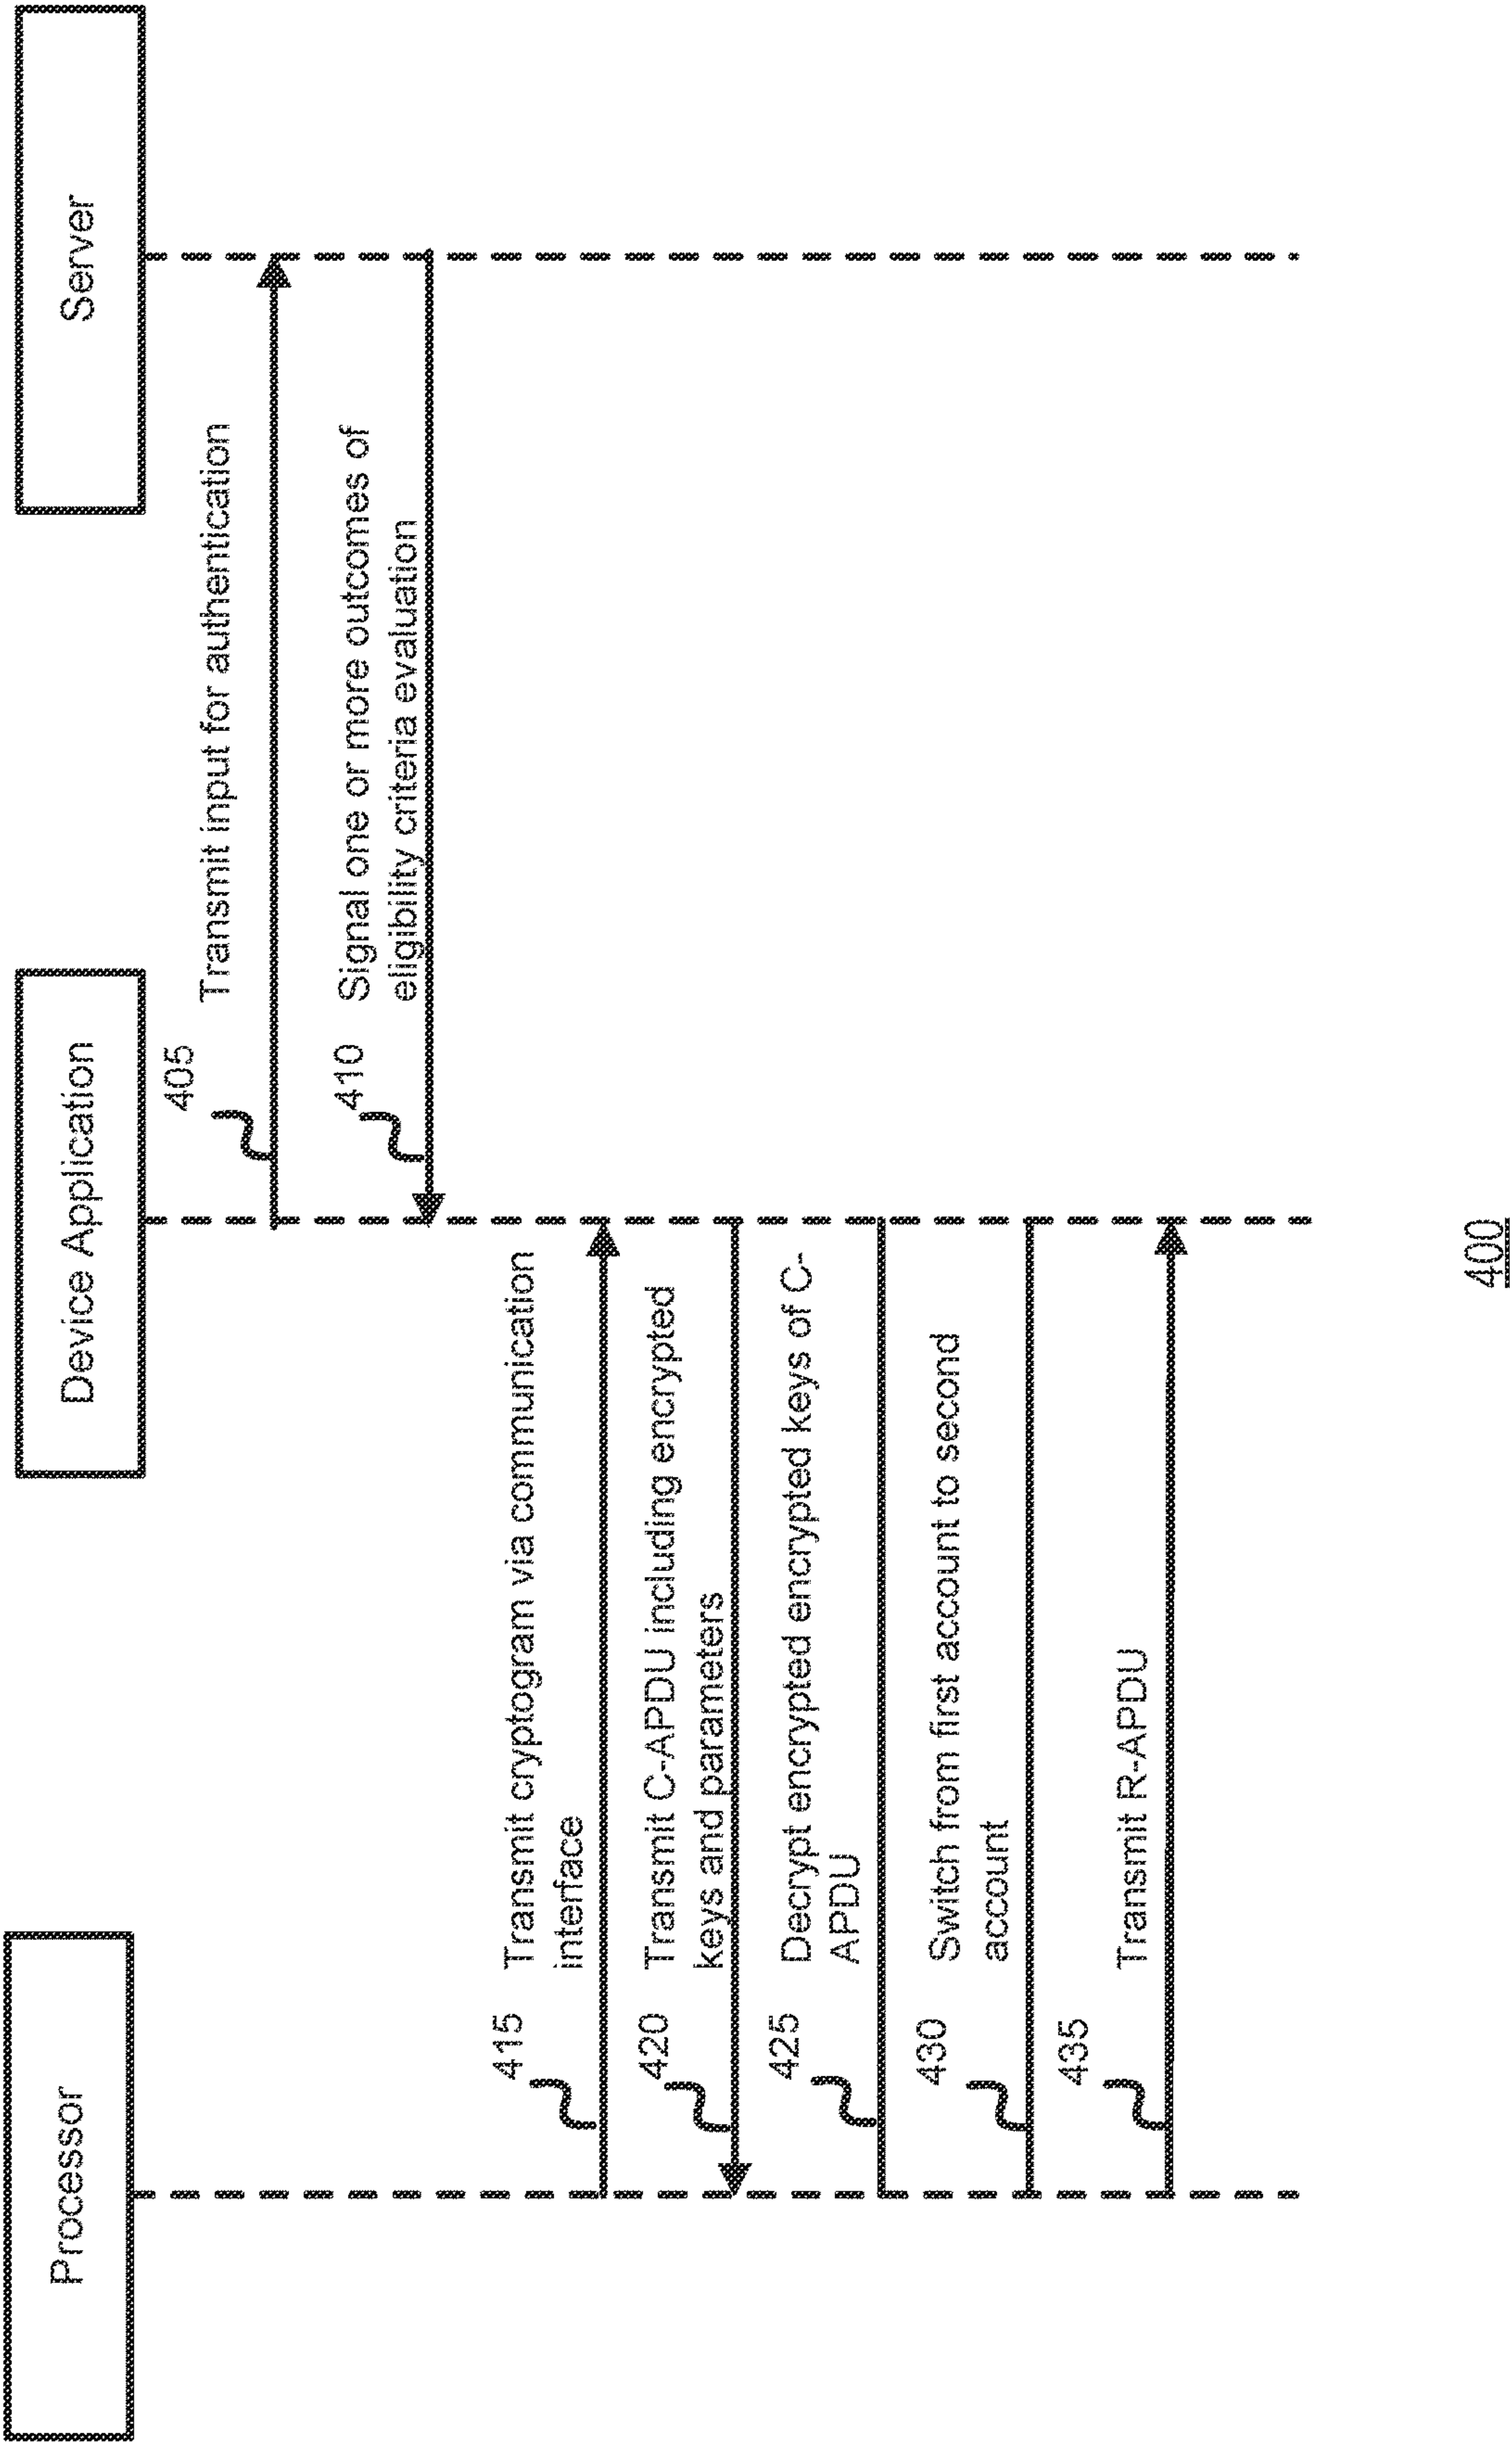 Processor
Device Application
Server
405
Transmit input for authentication
410
Signal one or more outcomes of
eligibility criteria evaluation
415
Transmit cryptogram via communication
interface
420
Transmit C-APDU including encrypted
keys and parameters
425
Decrypt encrypted encrypted keys of C-
APDU
430
Switch from first account to second
account
435
Transmit R-APDU
400